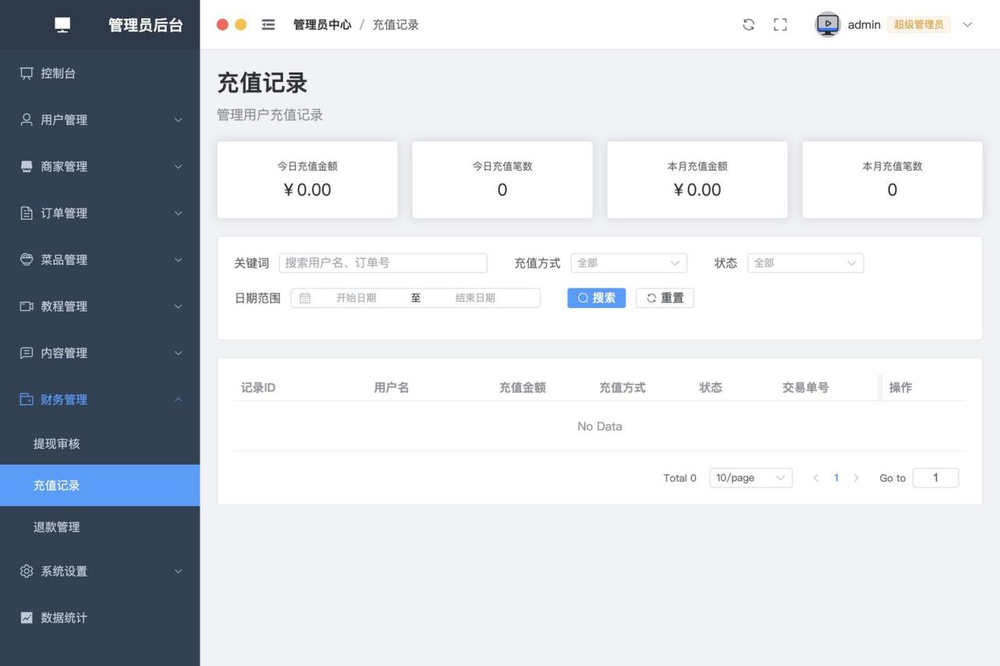 管理员后台
管理员中心 / 充值记录
admin 超级管理员
控制台
用户管理
商家管理
订单管理
菜品管理
教程管理
内容管理
财务管理
提现审核
充值记录
退款管理
系统设置
数据统计
充值记录
管理用户充值记录
今日充值金额
¥0.00
今日充值笔数
0
本月充值金额
¥0.00
本月充值笔数
0
关键词 搜索用户名、订单号 充值方式 全部 状态 全部
日期范围 开始日期 至 结束日期 搜索 重置
记录ID 用户名 充值金额 充值方式 状态 交易单号 操作
No Data
Total 0 10/page 1 Go to 1